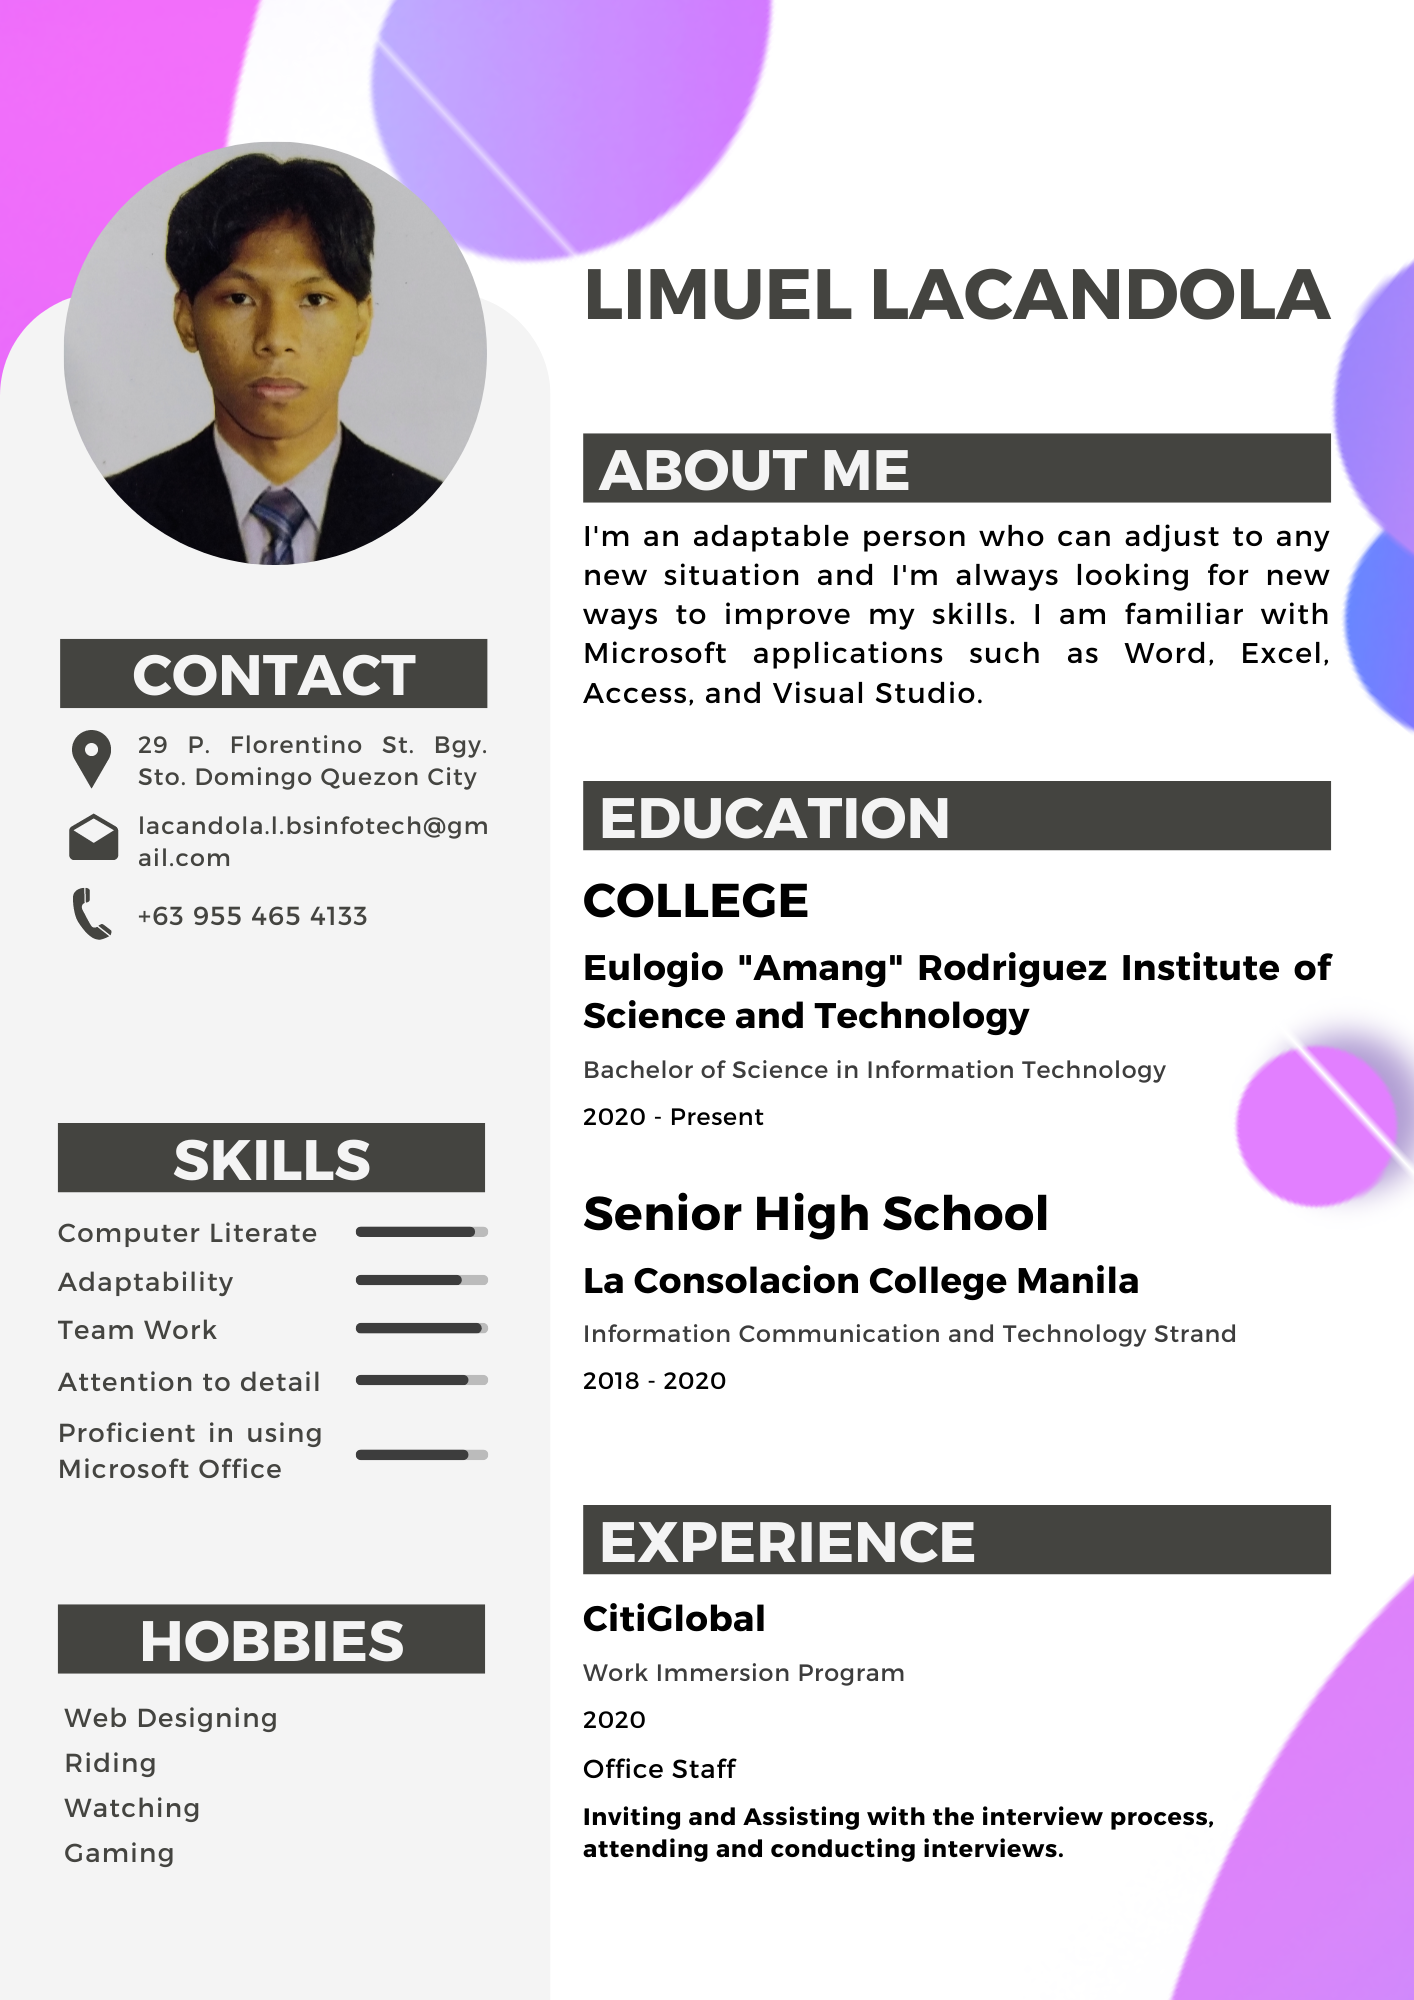 LIMUEL LACANDOLA
CONTACT
29 P. Florentino St. Bgy.
Sto. Domingo Quezon City
lacandola.l.bsinfotech@gm
ail.com
+63 955 465 4133
SKILLS
Computer Literate
Adaptability
Team Work
Attention to detail
Proficient in using
Microsoft Office
HOBBIES
Web Designing
Riding
Watching
Gaming
ABOUT ME
I'm an adaptable person who can adjust to any
new situation and I'm always looking for new
ways to improve my skills. I am familiar with
Microsoft applications such as Word, Excel,
Access, and Visual Studio.
EDUCATION
COLLEGE
Eulogio "Amang" Rodriguez Institute of
Science and Technology
Bachelor of Science in Information Technology
2020 - Present
Senior High School
La Consolacion College Manila
Information Communication and Technology Strand
2018 - 2020
EXPERIENCE
CitiGlobal
Work Immersion Program
2020
Office Staff
Inviting and Assisting with the interview process,
attending and conducting interviews.